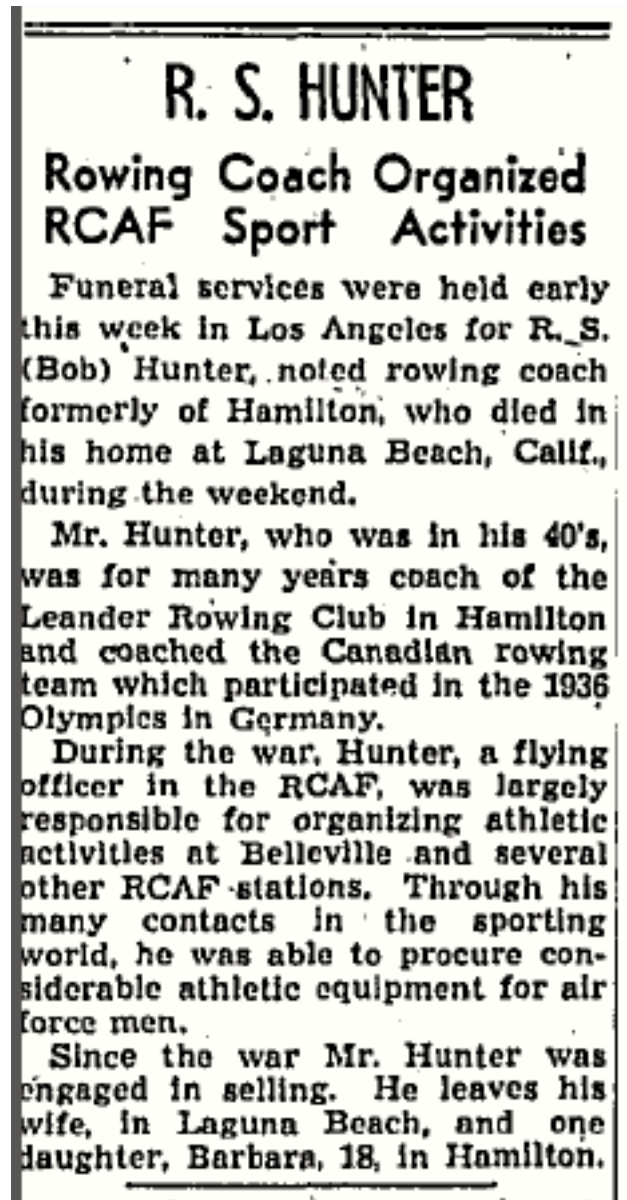 R. S. HUNTER
Rowing Coach Organized
RCAF Sport Activities
Funeral services were held early
this week in Los Angeles for R. S.
(Bob) Hunter, noted rowing coach
formerly of Hamilton, who died in
his home at Laguna Beach, Calif.,
during the weekend.
Mr. Hunter, who was in his 40's,
was for many years coach of the
Leander Rowing Club in Hamilton
and coached the Canadian rowing
team which participated in the 1936
Olympics in Germany.
During the war, Hunter, a flying
officer in the RCAF, was largely
responsible for organizing athletic
activities at Belleville and several
other RCAF stations. Through his
many contacts in the sporting
world, he was able to procure con-
siderable athletic equipment for air
force men.
Since the war Mr. Hunter was
engaged in selling. He leaves his
wife, in Laguna Beach, and one
daughter, Barbara, 18, in Hamilton.